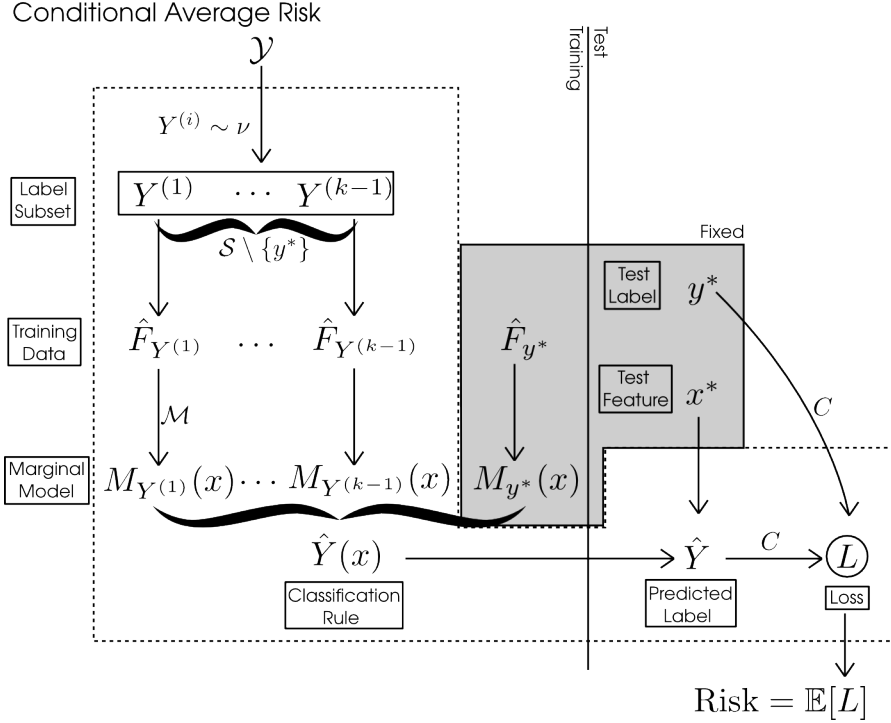 Conditional Average Risk
𝒴
Test
Training
Y^{(i)} ∼ ν
Label
Subset
Y^{(1)} ⋯ Y^{(k−1)}
𝒮 \ {y*}
Fixed
Test
Label
y*
Training
Data
F̂_{Y^{(1)}} ⋯ F̂_{Y^{(k−1)}} F̂_{y*}
Test
Feature
x*
C
ℳ
Marginal
Model
M_{Y^{(1)}}(x) ⋯ M_{Y^{(k−1)}}(x) M_{y*}(x)
Ŷ(x)
Ŷ
C
L
Classification
Rule
Predicted
Label
Loss
Risk = 𝔼[L]